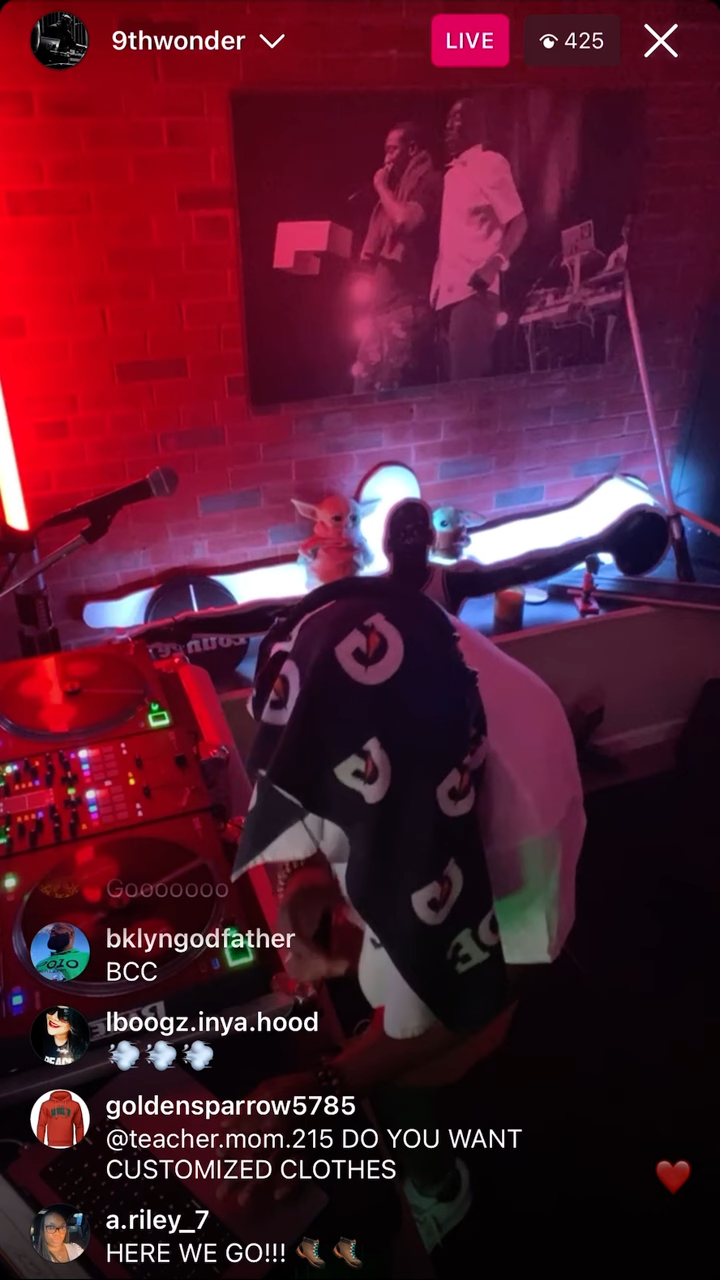 9thwonder
LIVE
425
Gooooooo
bklyngodfather
BCC
lboogz.inya.hood
goldensparrow5785
@teacher.mom.215 DO YOU WANT
CUSTOMIZED CLOTHES
a.riley_7
HERE WE GO!!!